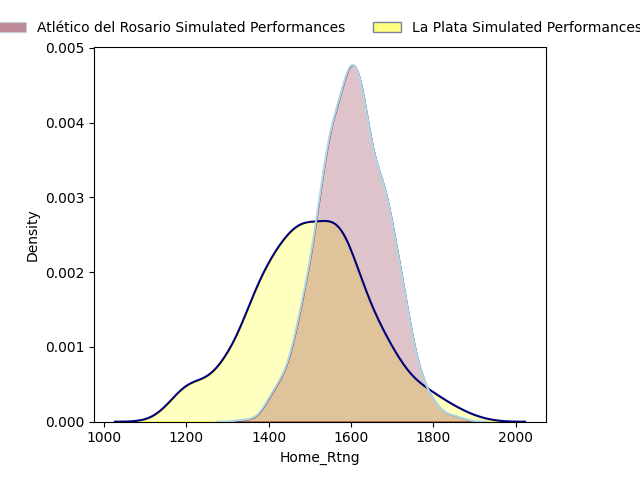 Atlético del Rosario Simulated Performances La Plata Simulated Performances
0.005
0.004
0.003
0.002
0.001
0.000
Density
1000 1200 1400 1600 1800 2000
Home_Rtng